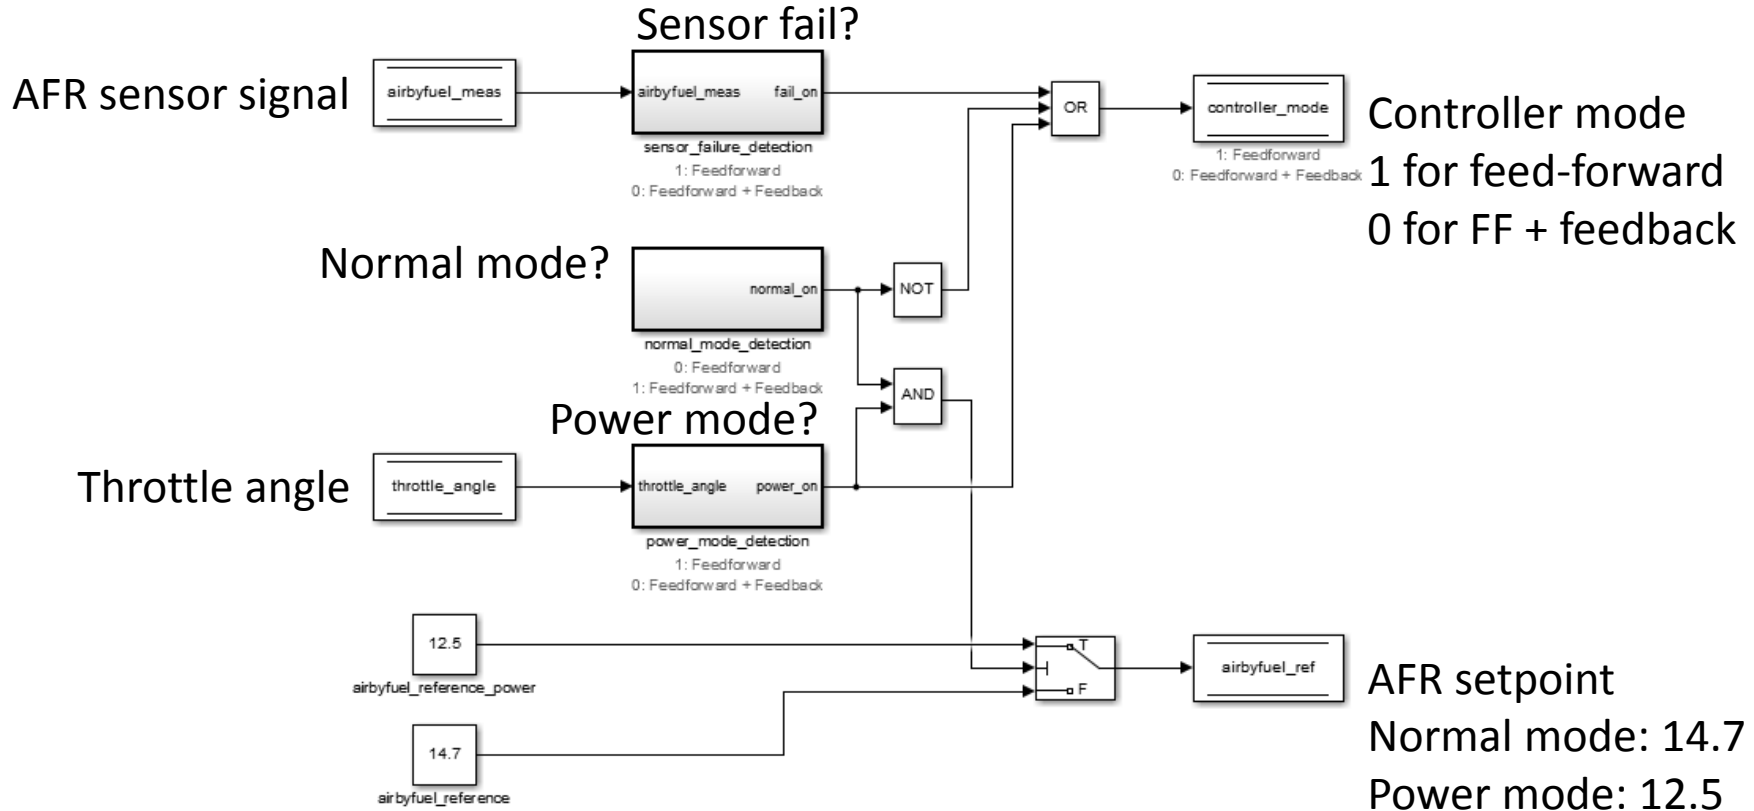 Sensor fail?
AFR sensor signal
airbyfuel_meas
airbyfuel_meas fail_on
sensor_failure_detection
1: Feedforward
0: Feedforward + Feedback
OR
controller_mode
1: Feedforward
0: Feedforward + Feedback
Controller mode
1 for feed-forward
0 for FF + feedback
Normal mode?
normal_on
normal_mode_detection
0: Feedforward
1: Feedforward + Feedback
NOT
AND
Power mode?
Throttle angle
throttle_angle
throttle_angle power_on
power_mode_detection
1: Feedforward
0: Feedforward + Feedback
12.5
airbyfuel_reference_power
14.7
airbyfuel_reference
T
F
airbyfuel_ref
AFR setpoint
Normal mode: 14.7
Power mode: 12.5